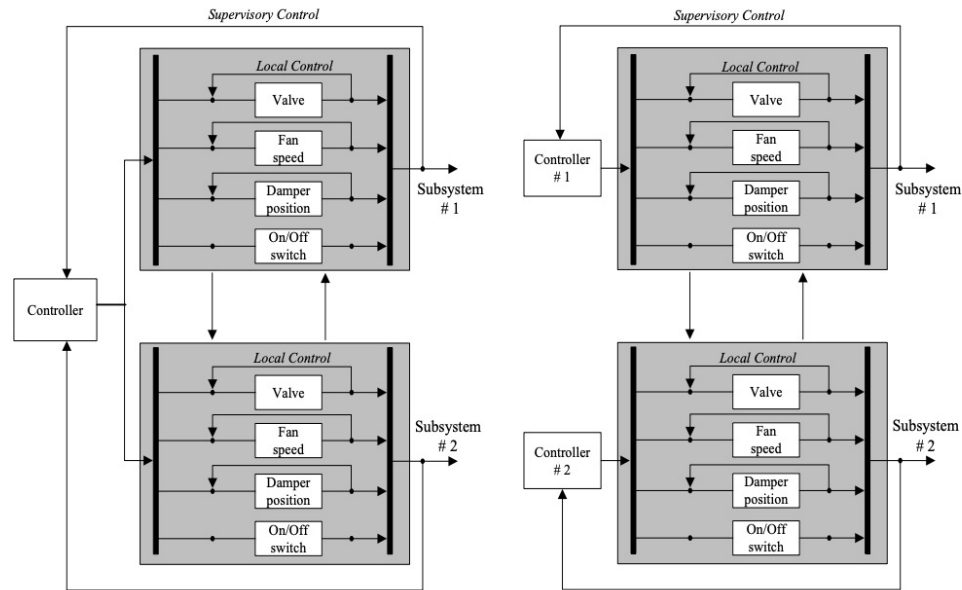 Supervisory Control
Local Control
Valve
Fan
speed
Damper
position
On/Off
switch
Subsystem
# 1
Controller
Local Control
Valve
Fan
speed
Damper
position
On/Off
switch
Subsystem
# 2
Supervisory Control
Local Control
Valve
Fan
speed
Damper
position
On/Off
switch
Controller
# 1
Subsystem
# 1
Local Control
Valve
Fan
speed
Damper
position
On/Off
switch
Controller
# 2
Subsystem
# 2